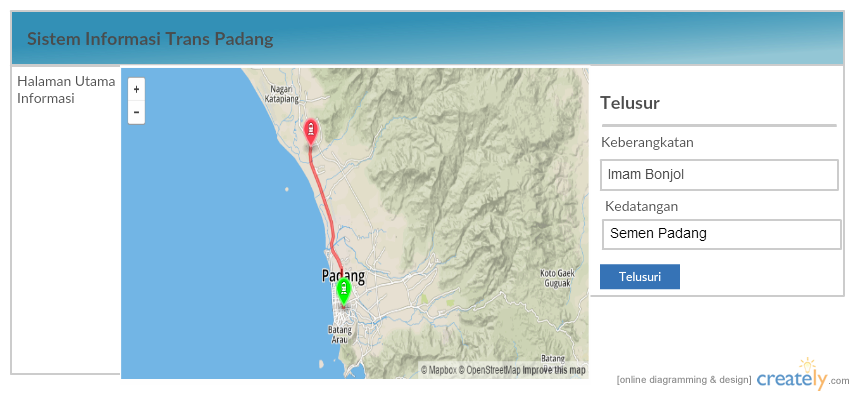 Sistem Informasi Trans Padang
Halaman Utama
Informasi
+
-
Nagari
Katapiang
Padang
Koto Gaek
Guguak
Batang
Arau
Batang
© Mapbox © OpenStreetMap Improve this map
Telusur
Keberangkatan
Imam Bonjol
Kedatangan
Semen Padang
Telusuri
[online diagramming & design] creately.com